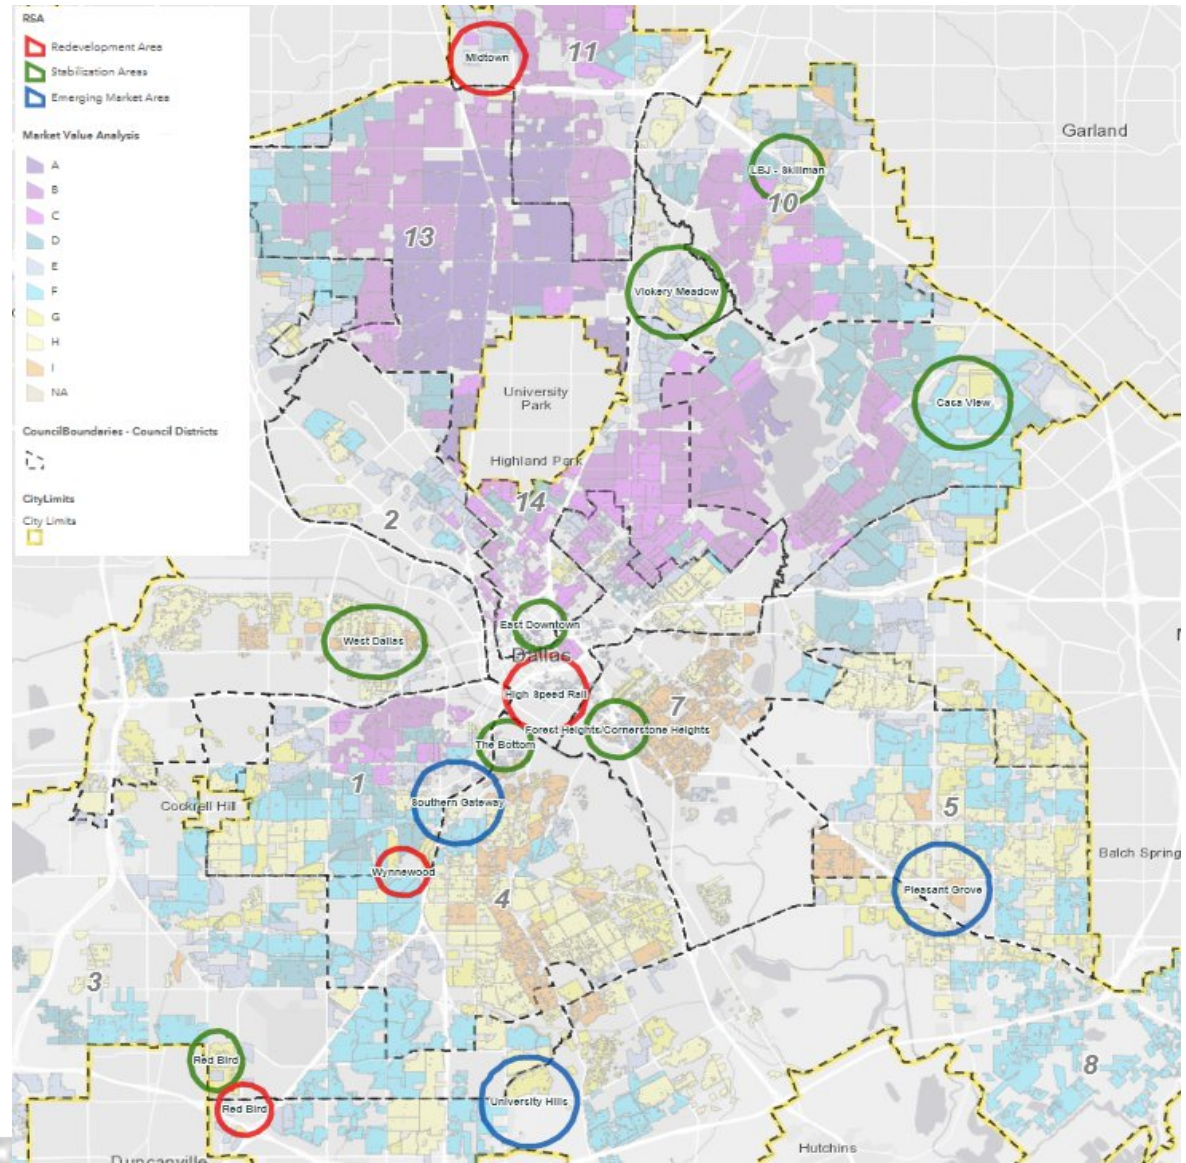 RSA
Redevelopment Area
Stabilization Areas
Emerging Market Area
Market Value Analysis
A
B
C
D
E
F
G
H
I
NA
CouncilBoundaries - Council Districts
CityLimits
City Limits
Midtown
11
Garland
LBJ - Skillman
10
13
Vickery Meadow
University
Park
Casa View
Highland Park
14
2
East Downtown
West Dallas
Dallas
High Speed Rail
7
Forest Heights/Cornerstone Heights
The Bottom
1
Southern Gateway
Cockrell Hill
5
Balch Spring
Wynnewood
Pleasant Grove
4
3
Red Bird
8
Red Bird
University Hills
Hutchins
Duncanville